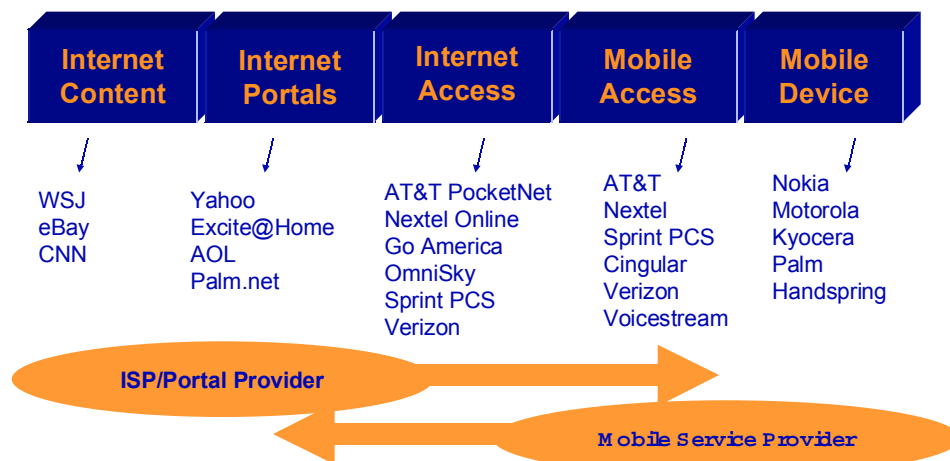 Internet
Content
Internet
Portals
Internet
Access
Mobile
Access
Mobile
Device
WSJ
eBay
CNN
Yahoo
Excite@Home
AOL
Palm.net
AT&T PocketNet
Nextel Online
Go America
OmniSky
Sprint PCS
Verizon
AT&T
Nextel
Sprint PCS
Cingular
Verizon
Voicestream
Nokia
Motorola
Kyocera
Palm
Handspring
ISP/Portal Provider
Mobile Service Provider